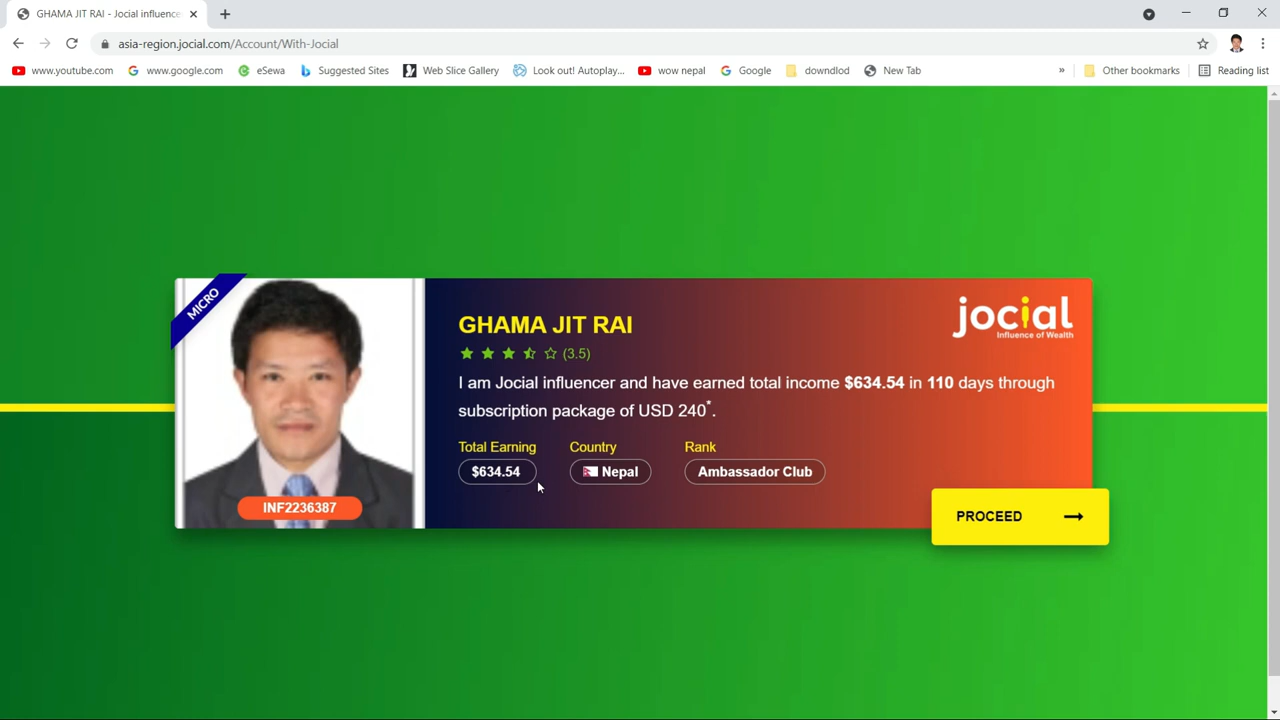 GHAMA JIT RAI - Jocial influence
asia-region.jocial.com/Account/With-Jocial
www.youtube.com www.google.com eSewa Suggested Sites Web Slice Gallery Look out! Autoplay... wow nepal Google downdlod New Tab » Other bookmarks Reading list
MICRO
INF2236387
GHAMA JIT RAI
(3.5)
jocial
Influence of Wealth
I am Jocial influencer and have earned total income $634.54 in 110 days through
subscription package of USD 240*.
Total Earning Country Rank
$634.54 Nepal Ambassador Club
PROCEED